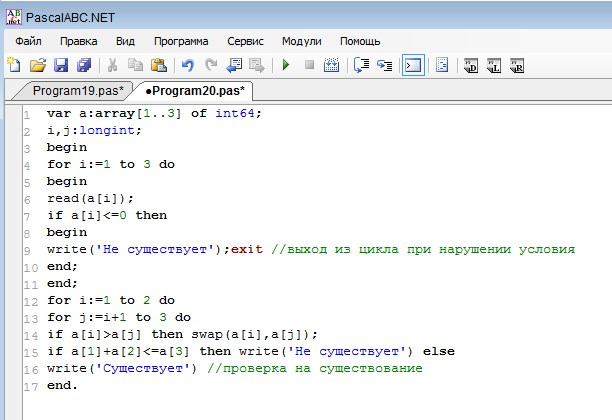 PascalABC.NET
Файл Правка Вид Программа Сервис Модули Помощь
Program19.pas* ●Program20.pas*
1 var a:array[1..3] of int64;
2 i,j:longint;
3 begin
4 for i:=1 to 3 do
5 begin
6 read(a[i]);
7 if a[i]<=0 then
8 begin
9 write('Не существует');exit //выход из цикла при нарушении условия
10 end;
11 end;
12 for i:=1 to 2 do
13 for j:=i+1 to 3 do
14 if a[i]>a[j] then swap(a[i],a[j]);
15 if a[1]+a[2]<=a[3] then write('Не существует') else
16 write('Существует') //проверка на существование
17 end.